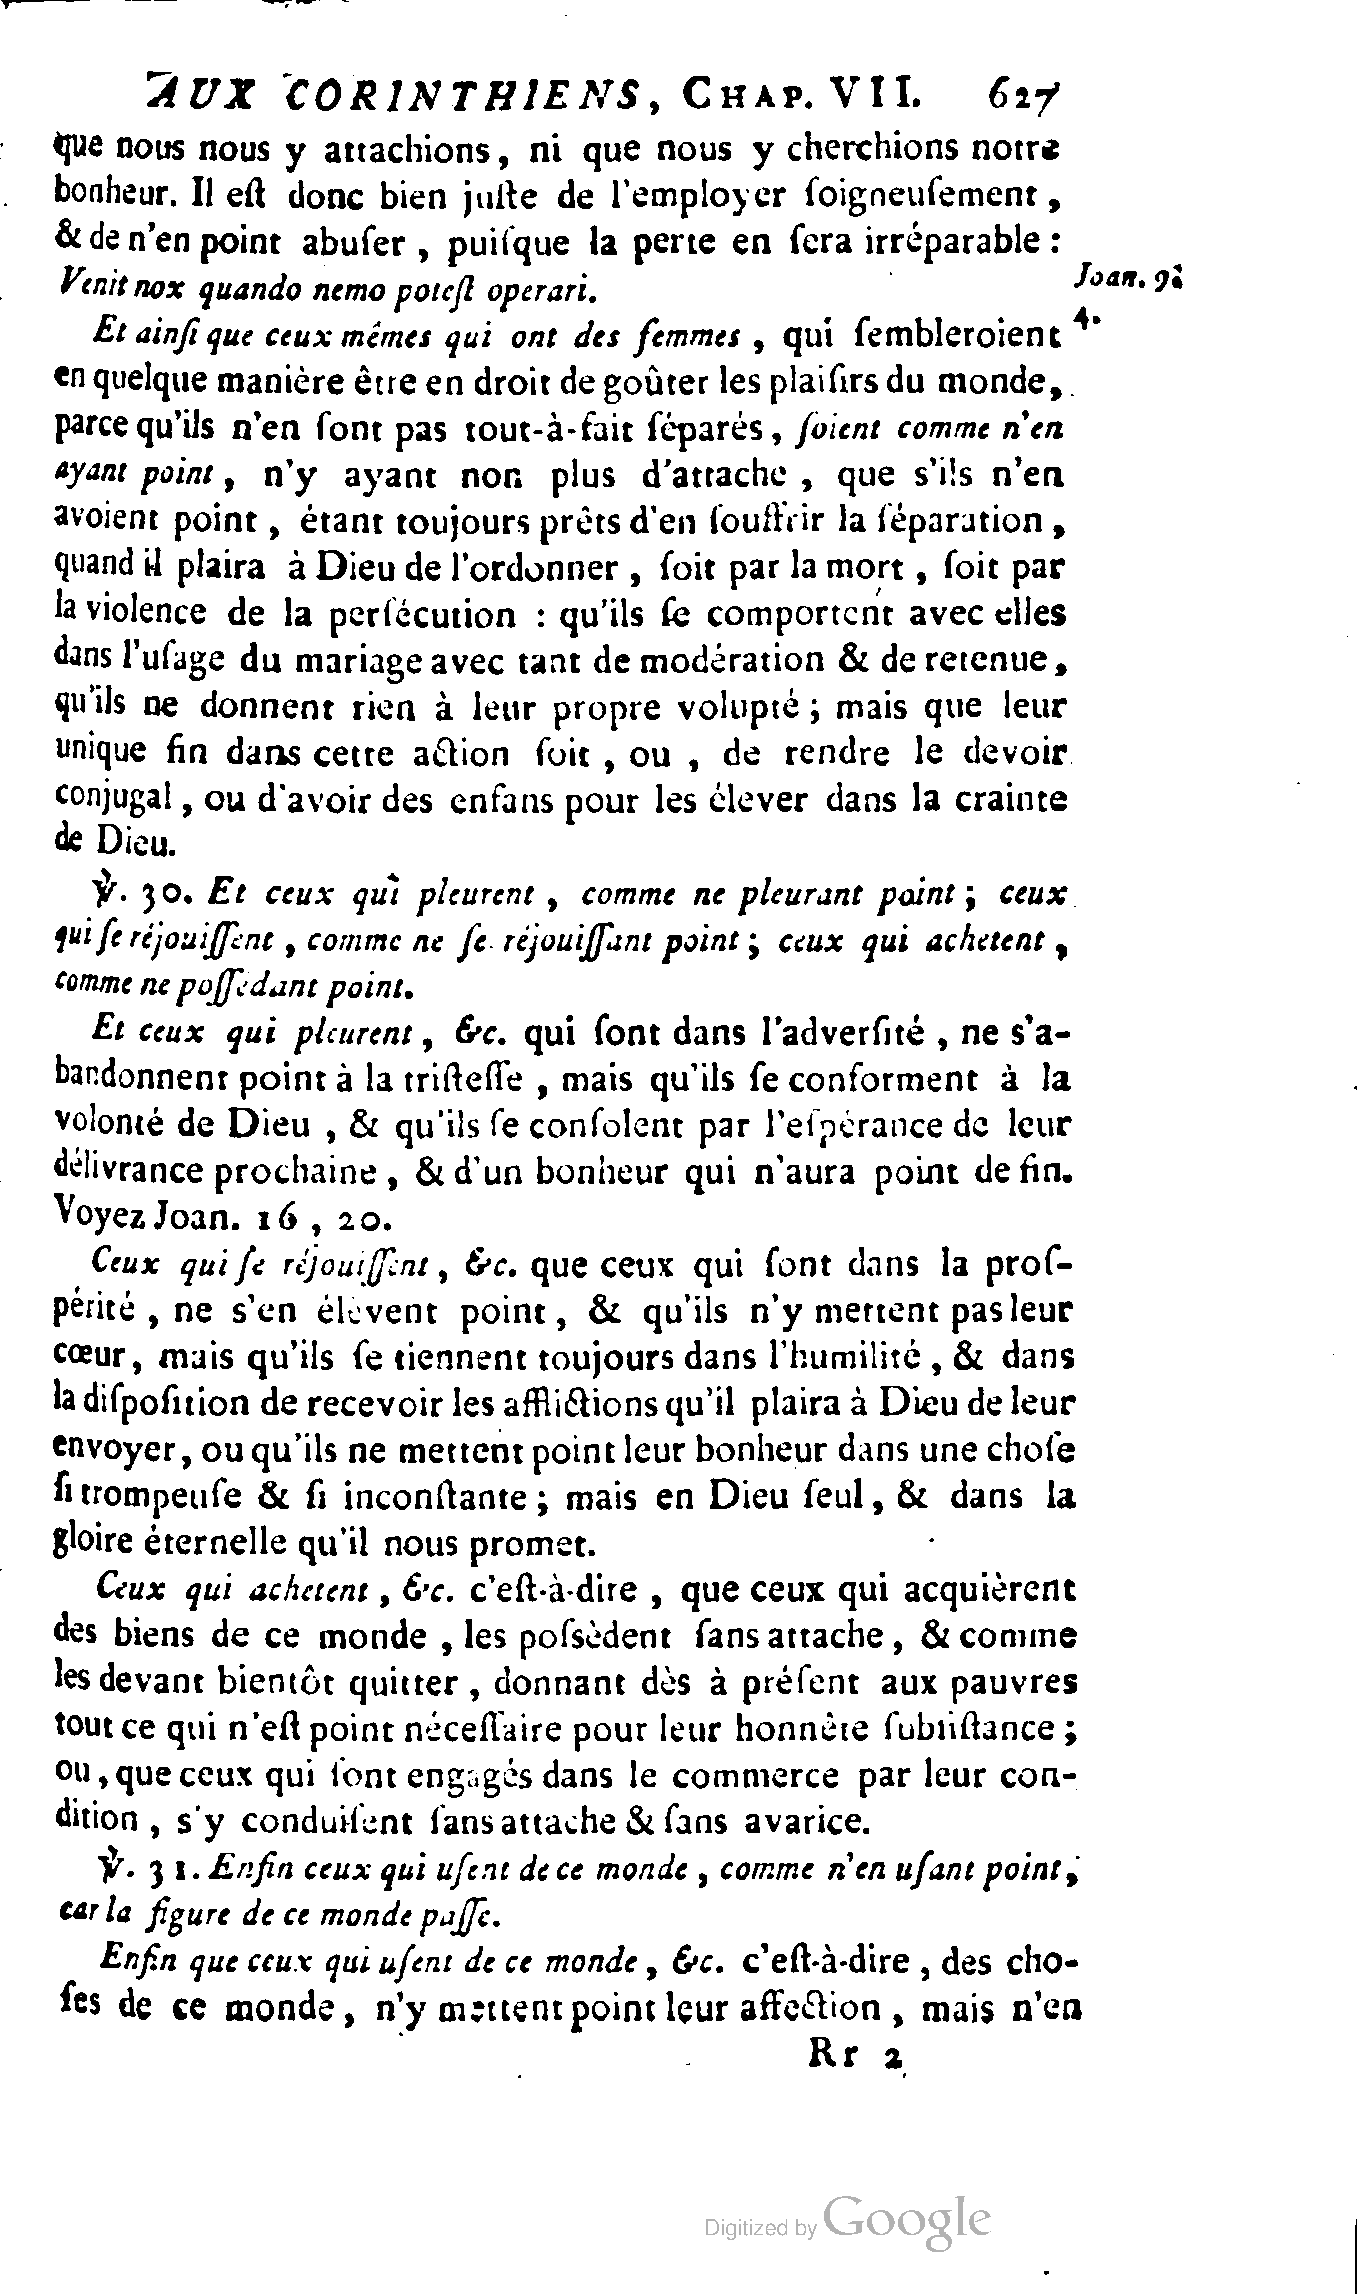 AUX CORINTHIENS, CHAP. VII. 627
que nous nous y attachions, ni que nous y cherchions notre
bonheur. Il eſt donc bien juſte de l'employer ſoigneuſement,
& de n'en point abuſer, puiſque la perte en ſera irréparable :
Venit nox quando nemo poteſt operari.
Joan. 9.
4.
Et ainſi que ceux mêmes qui ont des femmes, qui ſembleroient
en quelque manière être en droit de goûter les plaiſirs du monde,
parce qu'ils n'en ſont pas tout-à-fait ſéparés, ſoient comme n'en
ayant point, n'y ayant non plus d'attache, que s'ils n'en
avoient point, étant toujours prêts d'en ſouffrir la ſéparation,
quand il plaira à Dieu de l'ordonner, ſoit par la mort, ſoit par
la violence de la perſécution : qu'ils ſe comportent avec elles
dans l'uſage du mariage avec tant de modération & de retenue,
qu'ils ne donnent rien à leur propre volupté ; mais que leur
unique fin dans cette action ſoit, ou, de rendre le devoir
conjugal, ou d'avoir des enfans pour les élever dans la crainte
de Dieu.
℣. 30. Et ceux qui pleurent, comme ne pleurant point ; ceux
qui ſe réjouiſſent, comme ne ſe réjouiſſant point ; ceux qui achetent,
comme ne poſſédant point.
Et ceux qui pleurent, &c. qui ſont dans l'adverſité, ne s'a-
bandonnent point à la triſteſſe, mais qu'ils ſe conforment à la
volonté de Dieu, & qu'ils ſe conſolent par l'eſpérance de leur
délivrance prochaine, & d'un bonheur qui n'aura point de fin.
Voyez Joan. 16, 20.
Ceux qui ſe réjouiſſent, &c. que ceux qui ſont dans la proſ-
périté, ne s'en élèvent point, & qu'ils n'y mettent pas leur
cœur, mais qu'ils ſe tiennent toujours dans l'humilité, & dans
la diſpoſition de recevoir les afflictions qu'il plaira à Dieu de leur
envoyer, ou qu'ils ne mettent point leur bonheur dans une choſe
ſi trompeuſe & ſi inconſtante ; mais en Dieu ſeul, & dans la
gloire éternelle qu'il nous promet.
Ceux qui achetent, &c. c'eſt-à-dire, que ceux qui acquièrent
des biens de ce monde, les poſsèdent ſans attache, & comme
les devant bientôt quitter, donnant dès à préſent aux pauvres
tout ce qui n'eſt point néceſſaire pour leur honnête ſubſiſtance ;
ou, que ceux qui ſont engagés dans le commerce par leur con-
dition, s'y conduiſent ſans attache & ſans avarice.
℣. 31. Enfin ceux qui uſent de ce monde, comme n'en uſant point,
car la figure de ce monde paſſe.
Enfin que ceux qui uſent de ce monde, &c. c'eſt-à-dire, des cho-
ſes de ce monde, n'y mettent point leur affection, mais n'en
Rr 2
Digitized by Google